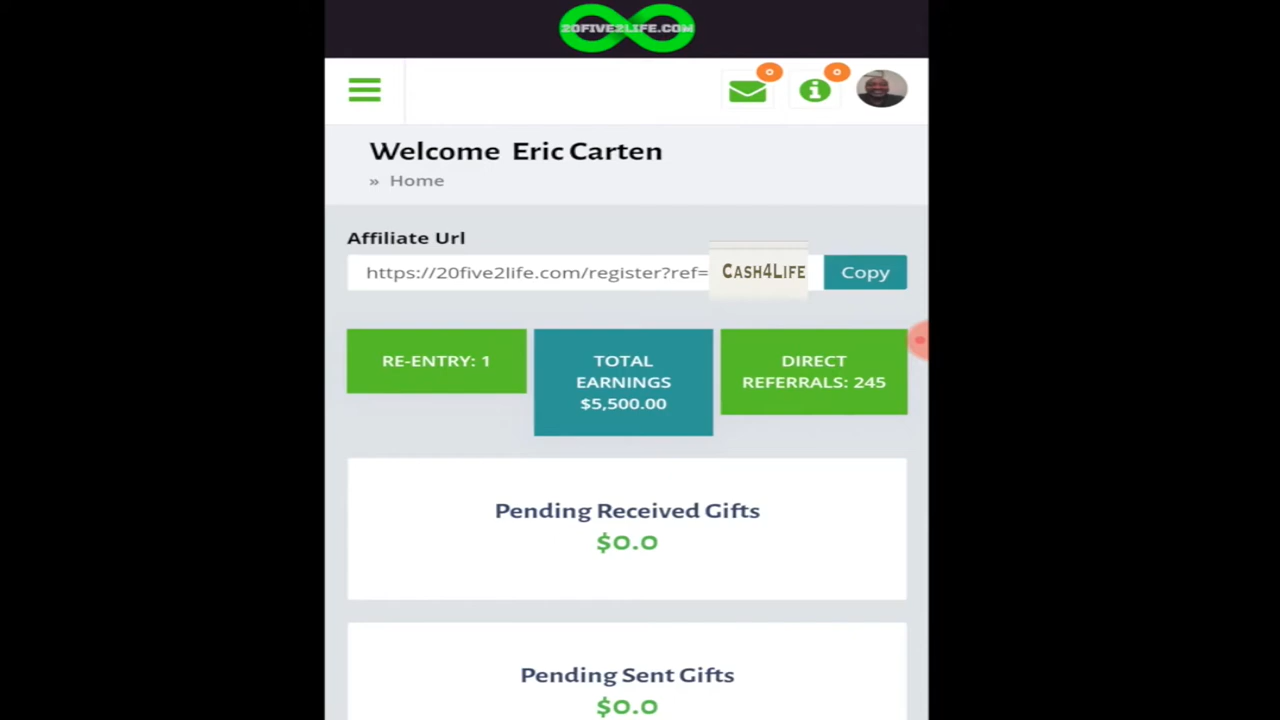 20FIVE2LIFE.COM
0
0
Welcome Eric Carten
» Home
Affiliate Url
https://20five2life.com/register?ref=
CASH4LIFE
Copy
RE-ENTRY: 1
TOTAL
EARNINGS
$5,500.00
DIRECT
REFERRALS: 245
Pending Received Gifts
$0.0
Pending Sent Gifts
$0.0